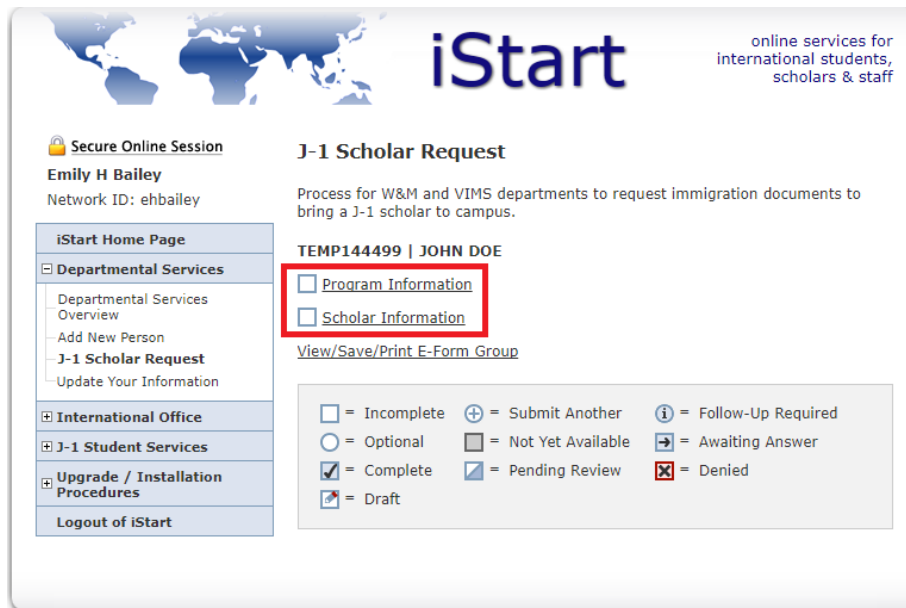 iStart
online services for
international students,
scholars & staff
Secure Online Session
Emily H Bailey
Network ID: ehbailey
iStart Home Page
Departmental Services
Departmental Services
Overview
Add New Person
J-1 Scholar Request
Update Your Information
International Office
J-1 Student Services
Upgrade / Installation
Procedures
Logout of iStart
J-1 Scholar Request
Process for W&M and VIMS departments to request immigration documents to
bring a J-1 scholar to campus.
TEMP144499 | JOHN DOE
Program Information
Scholar Information
View/Save/Print E-Form Group
= Incomplete = Submit Another = Follow-Up Required
= Optional = Not Yet Available = Awaiting Answer
= Complete = Pending Review = Denied
= Draft